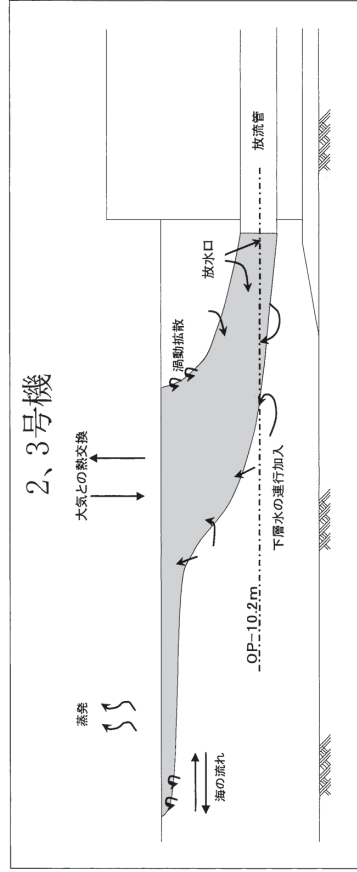 2、3号機
大気との熱交換
蒸発
渦動拡散
放水口
放流管
下層水の連行加入
OP-10.2m
海の流れ